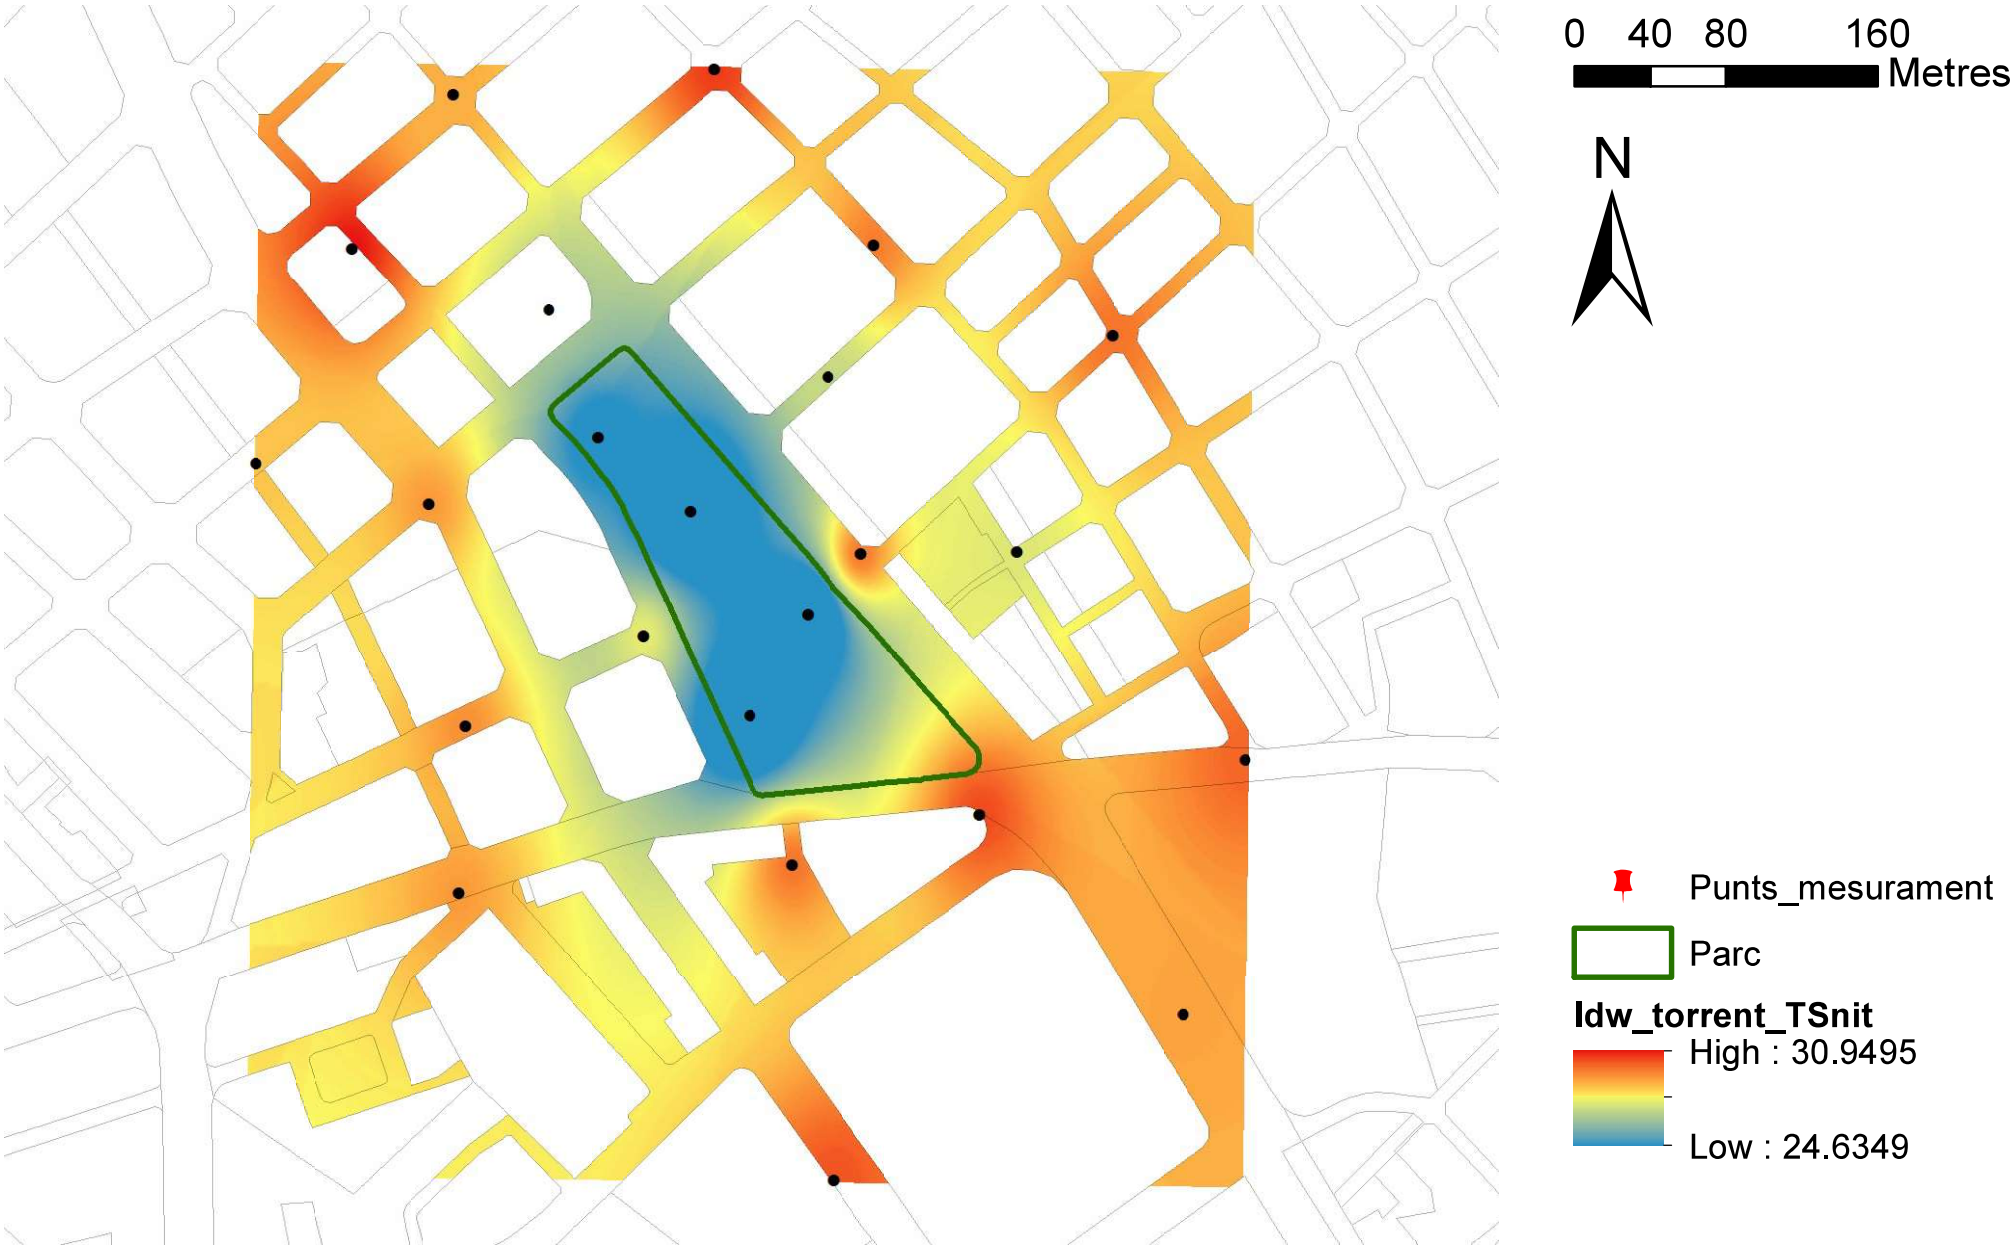 0 40 80 160
Metres
N
Punts_mesurament
Parc
Idw_torrent_TSnit
High : 30.9495
Low : 24.6349